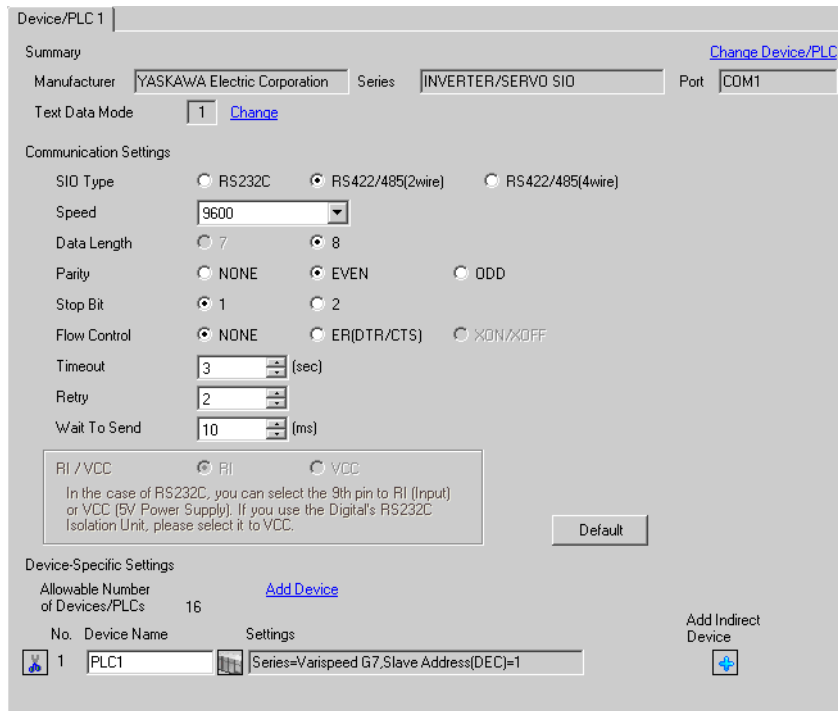 Device/PLC 1
Summary
Change Device/PLC
Manufacturer YASKAWA Electric Corporation Series INVERTER/SERVO SIO Port COM1
Text Data Mode 1 Change
Communication Settings
SIO Type RS232C RS422/485(2wire) RS422/485(4wire)
Speed 9600
Data Length 7 8
Parity NONE EVEN ODD
Stop Bit 1 2
Flow Control NONE ER(DTR/CTS) XON/XOFF
Timeout 3 (sec)
Retry 2
Wait To Send 10 (ms)
RI / VCC RI VCC
In the case of RS232C, you can select the 9th pin to RI (Input)
or VCC (5V Power Supply). If you use the Digital's RS232C
Isolation Unit, please select it to VCC.
Default
Device-Specific Settings
Allowable Number
of Devices/PLCs 16
Add Device
No. Device Name Settings
Add Indirect
Device
1 PLC1 Series=Varispeed G7,Slave Address(DEC)=1